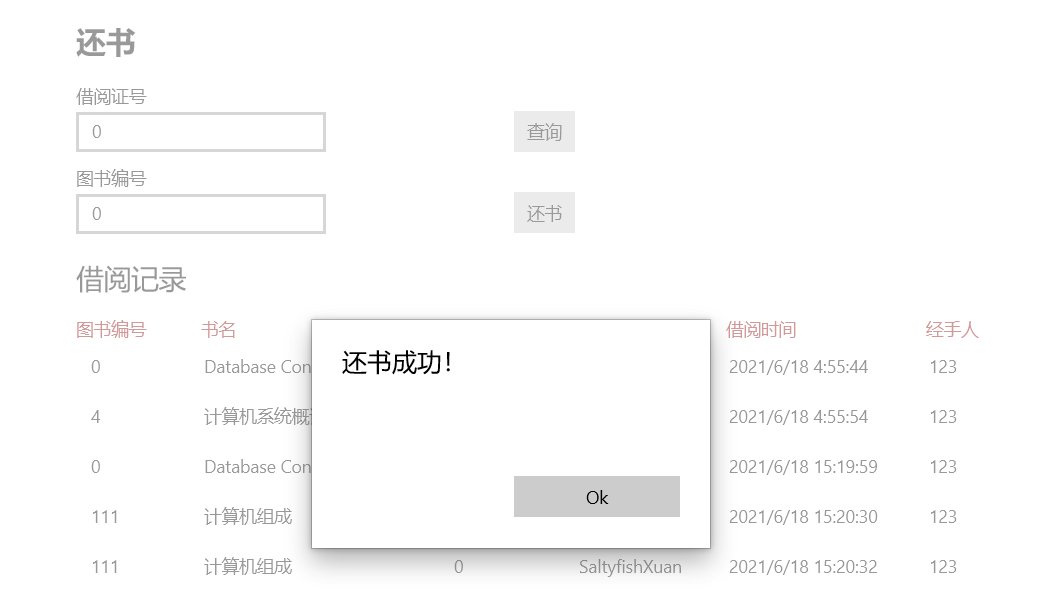 还书
借阅证号
0 查询
图书编号
0 还书
借阅记录
图书编号 书名 借阅时间 经手人
0 Database Con 2021/6/18 4:55:44 123
还书成功!
4 计算机系统概 2021/6/18 4:55:54 123
0 Database Con 2021/6/18 15:19:59 123
Ok
111 计算机组成 2021/6/18 15:20:30 123
111 计算机组成 0 SaltyfishXuan 2021/6/18 15:20:32 123